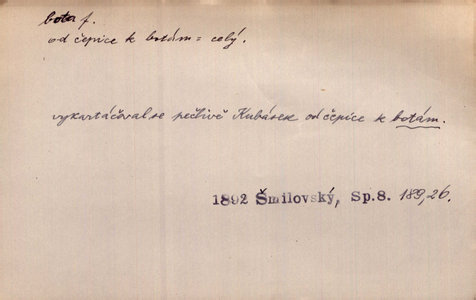 bota f.
od čepice k botám = celý.
vykartáčoval se pečlivě Kubásek od čepice k botám.
1892 Šmilovský, Sp.8. 189,26.